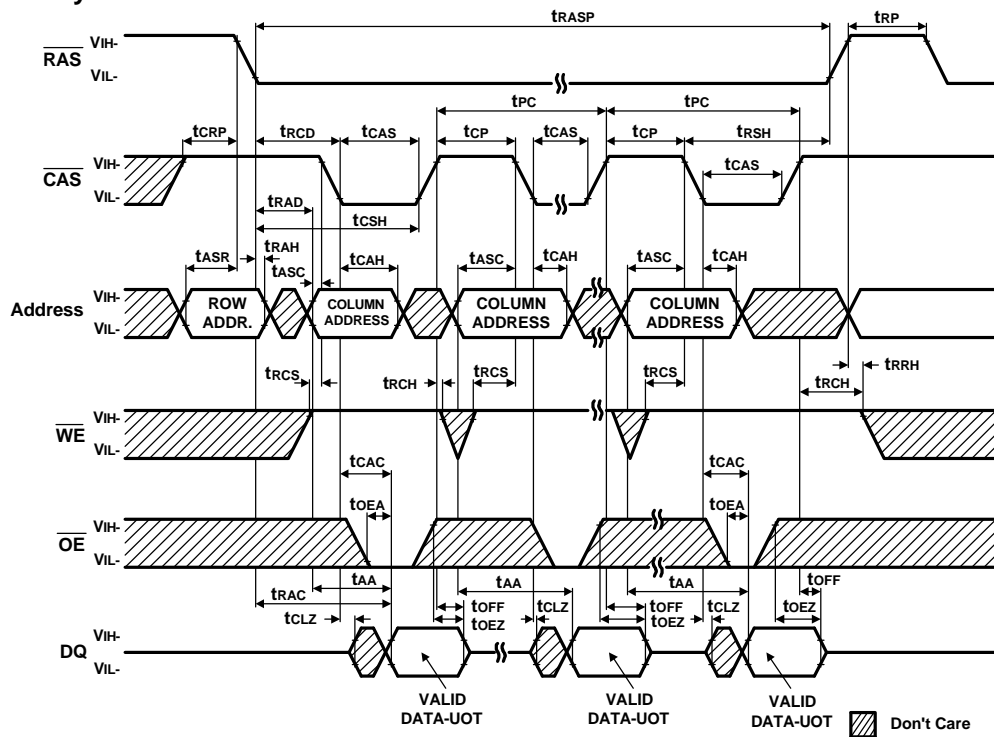 tRASP
tRP
RAS
VIH-
VIL-
tPC
tPC
tCRP
tRCD
tCAS
tCP
tCAS
tCP
tRSH
CAS
VIH-
VIL-
tCAS
tRAD
tCSH
tASR
tRAH
tASC
tCAH
tASC
tCAH
tASC
tCAH
Address
VIH-
VIL-
ROW
ADDR.
COLUMN
ADDRESS
COLUMN
ADDRESS
COLUMN
ADDRESS
tRCS
tRCH
tRCS
tRCS
tRCH
tRRH
WE
VIH-
VIL-
tCAC
tCAC
tOEA
tOEA
OE
VIH-
VIL-
tAA
tAA
tAA
tRAC
tCLZ
tOFF
tOEZ
tCLZ
tOFF
tOEZ
tCLZ
tOFF
tOEZ
DQ
VIH-
VIL-
VALID
DATA-UOT
VALID
DATA-UOT
VALID
DATA-UOT
Don't Care